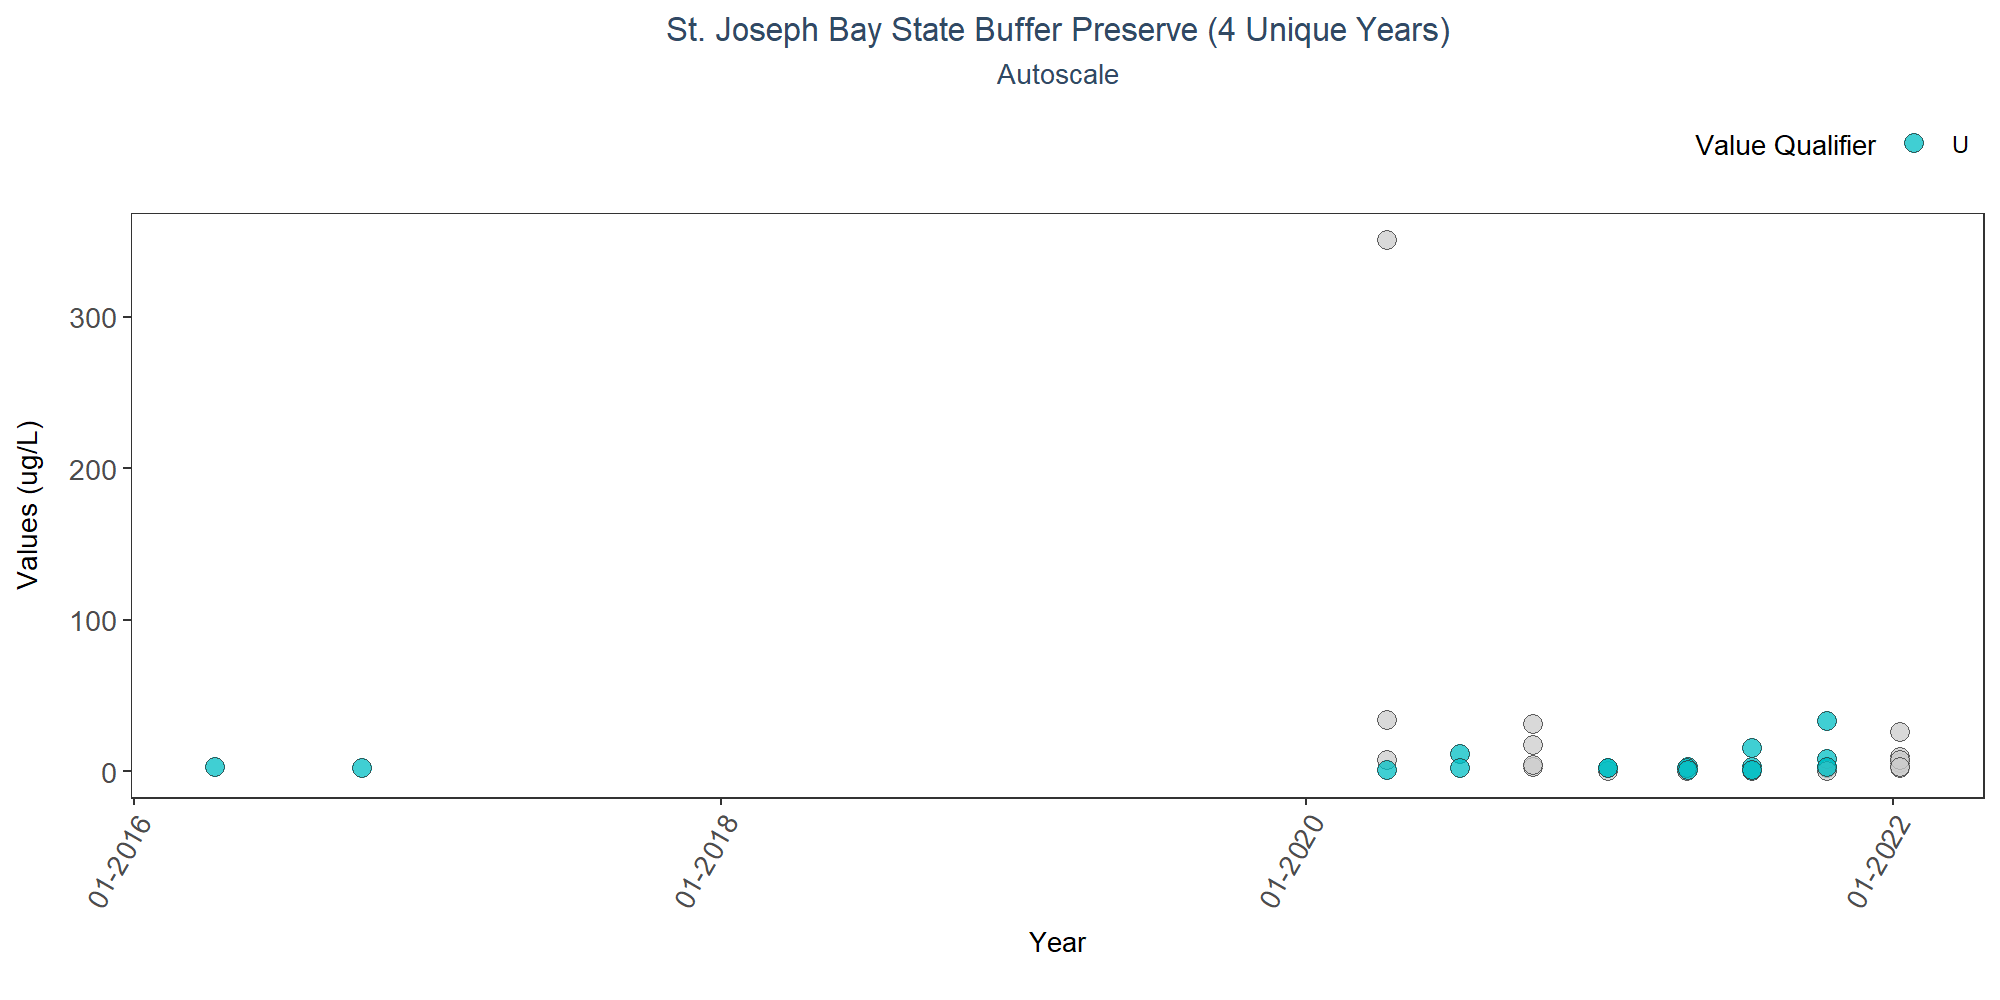 St. Joseph Bay State Buffer Preserve (4 Unique Years)
Autoscale
Value Qualifier U
Values (ug/L)
300
200
100
0
01-2016
01-2018
01-2020
01-2022
Year